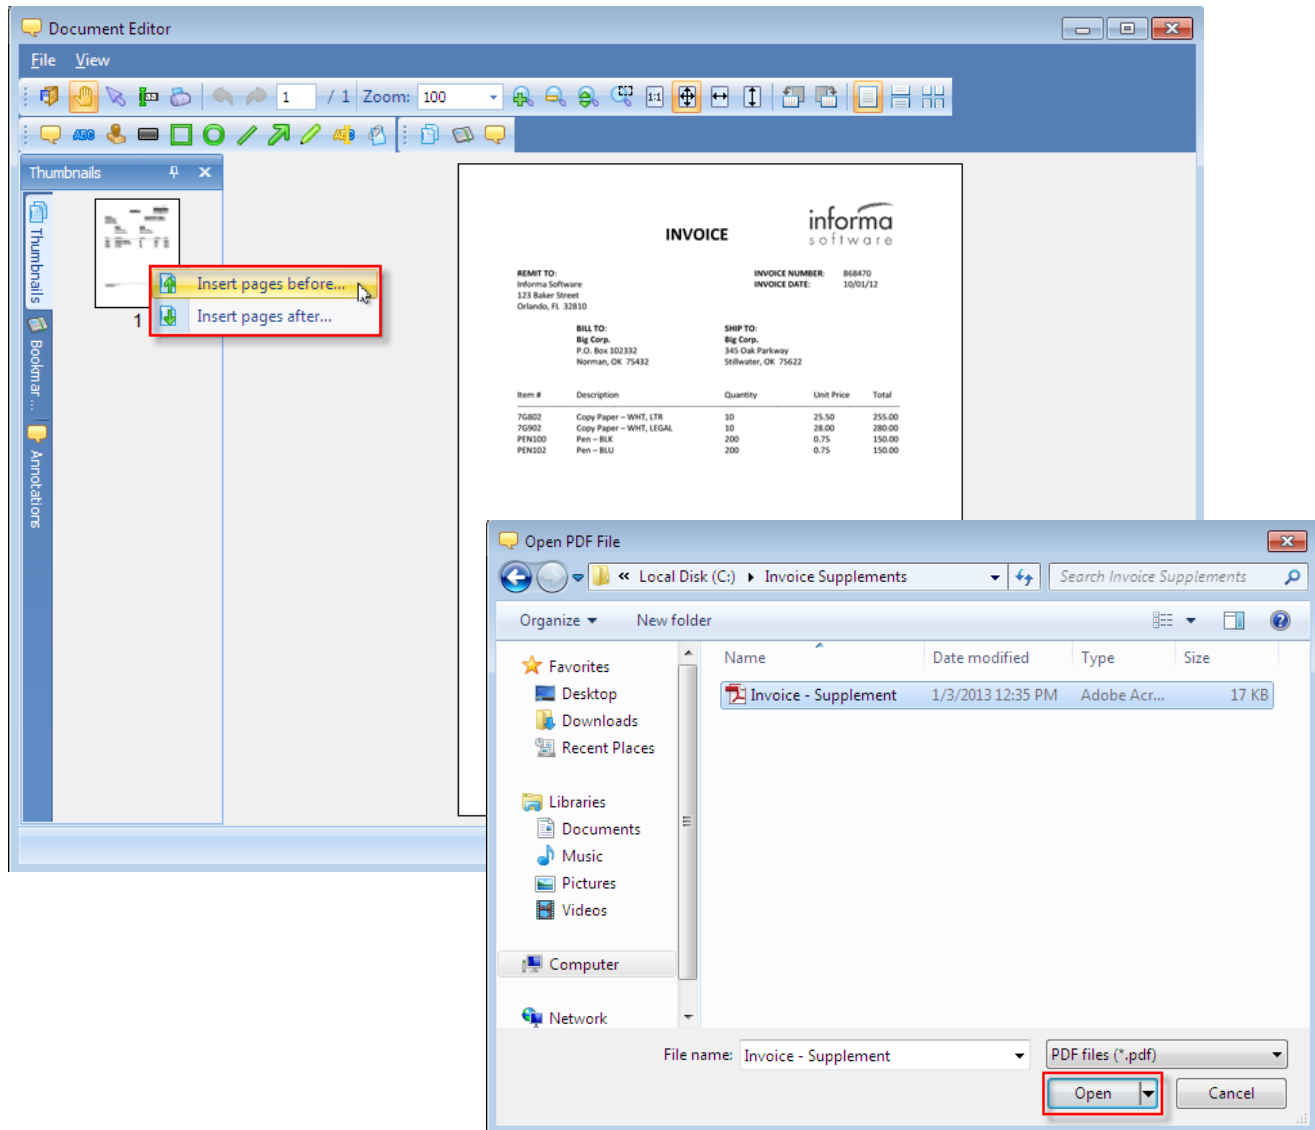 Document Editor
File View
1 / 1 Zoom: 100 1:1
ABC
Thumbnails
Thumbnails
Bookmar ...
Annotations
1
Insert pages before...
Insert pages after...
INVOICE
informa
software
REMIT TO:
Informa Software
123 Baker Street
Orlando, FL 32810
INVOICE NUMBER: 868470
INVOICE DATE: 10/01/12
BILL TO:
Big Corp.
P.O. Box 102332
Norman, OK 75432
SHIP TO:
Big Corp.
345 Oak Parkway
Stillwater, OK 75622
Item # Description Quantity Unit Price Total
7G802 Copy Paper – WHT, LTR 10 25.50 255.00
7G902 Copy Paper – WHT, LEGAL 10 28.00 280.00
PEN100 Pen – BLK 200 0.75 150.00
PEN102 Pen – BLU 200 0.75 150.00
Open PDF File
« Local Disk (C:) Invoice Supplements
Search Invoice Supplements
Organize New folder
Favorites
Desktop
Downloads
Recent Places
Libraries
Documents
Music
Pictures
Videos
Computer
Network
Name Date modified Type Size
Invoice - Supplement 1/3/2013 12:35 PM Adobe Acr... 17 KB
File name: Invoice - Supplement PDF files (*.pdf)
Open Cancel